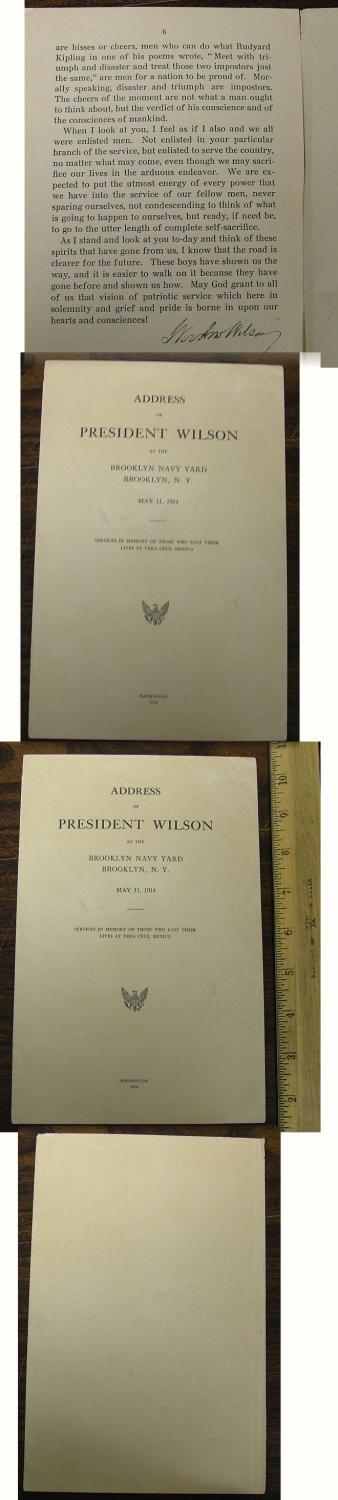 6
are hisses or cheers, men who can do what Rudyard
Kipling in one of his poems wrote, "Meet with tri-
umph and disaster and treat those two impostors just
the same," are men for a nation to be proud of. Mor-
ally speaking, disaster and triumph are impostors.
The cheers of the moment are not what a man ought
to think about, but the verdict of his conscience and of
the consciences of mankind.
When I look at you, I feel as if I also and we all
were enlisted men. Not enlisted in your particular
branch of the service, but enlisted to serve the country,
no matter what may come, even though we may sacri-
fice our lives in the arduous endeavor. We are ex-
pected to put the utmost energy of every power that
we have into the service of our fellow men, never
sparing ourselves, not condescending to think of what
is going to happen to ourselves, but ready, if need be,
to go to the utter length of complete self-sacrifice.
As I stand and look at you to-day and think of these
spirits that have gone from us, I know that the road is
clearer for the future. These boys have shown us the
way, and it is easier to walk on it because they have
gone before and shown us how. May God grant to all
of us that vision of patriotic service which here in
solemnity and grief and pride is borne in upon our
hearts and consciences!
Woodrow Wilson
ADDRESS
OF
PRESIDENT WILSON
AT THE
BROOKLYN NAVY YARD
BROOKLYN, N. Y.
MAY 11, 1914
SERVICES IN MEMORY OF THOSE WHO LOST THEIR
LIVES AT VERA CRUZ, MEXICO
WASHINGTON
1914
ADDRESS
OF
PRESIDENT WILSON
AT THE
BROOKLYN NAVY YARD
BROOKLYN, N. Y.
MAY 11, 1914
SERVICES IN MEMORY OF THOSE WHO LOST THEIR
LIVES AT VERA CRUZ, MEXICO
WASHINGTON
1914
10
9
8
7
6
5
4
3
2